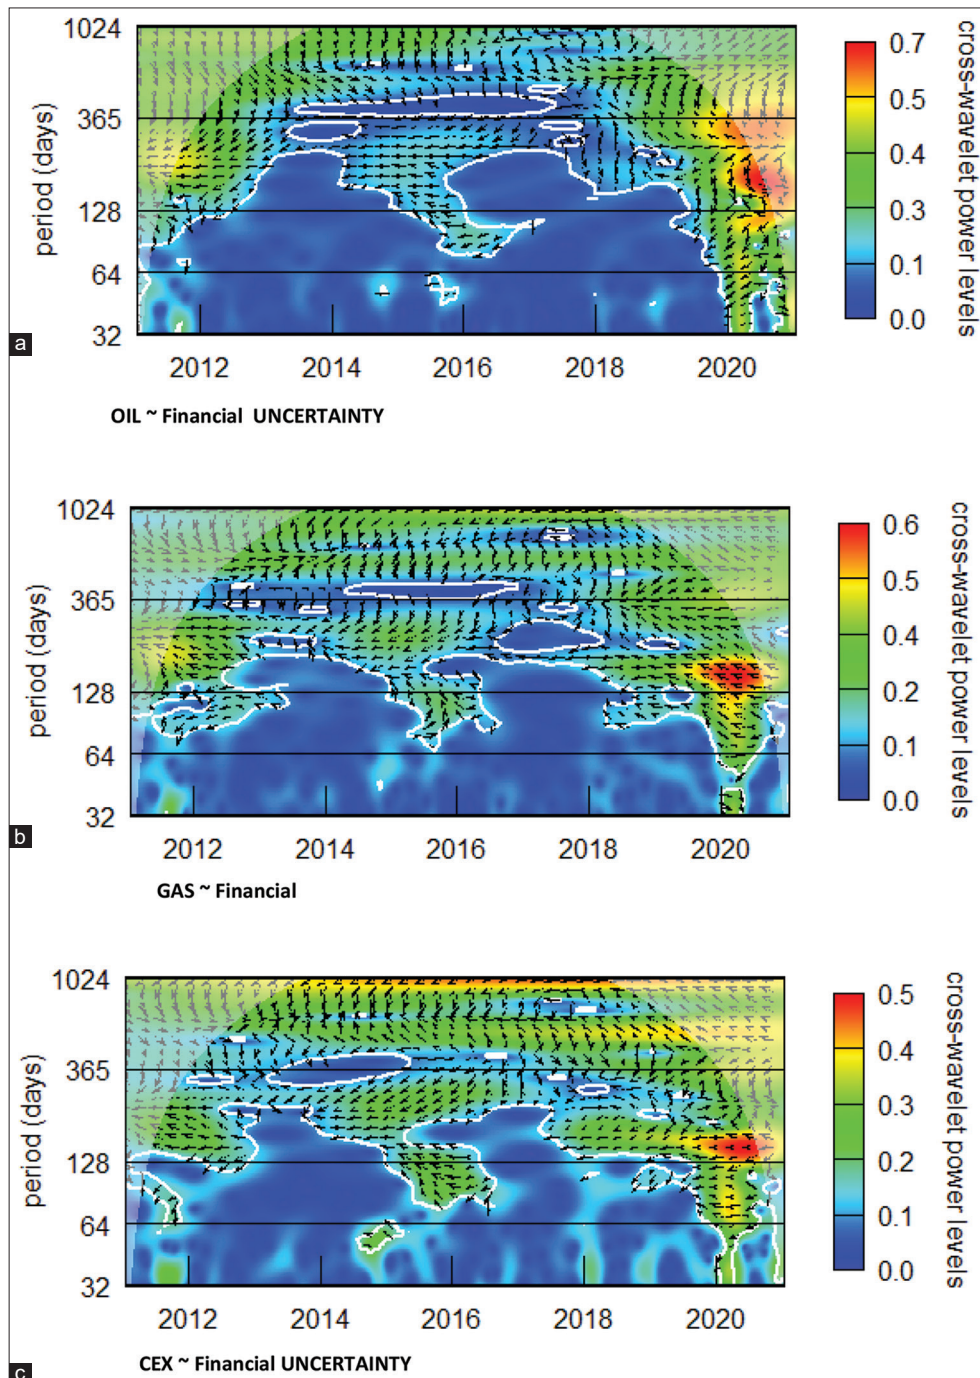 1024
365
128
64
32
period (days)
2012 2014 2016 2018 2020
0.7
0.5
0.4
0.3
0.1
0.0
cross-wavelet power levels
a
OIL ~ Financial UNCERTAINTY
1024
365
128
64
32
period (days)
2012 2014 2016 2018 2020
0.6
0.5
0.4
0.2
0.1
0.0
cross-wavelet power levels
b
GAS ~ Financial
1024
365
128
64
32
period (days)
2012 2014 2016 2018 2020
0.5
0.4
0.3
0.2
0.1
0.0
cross-wavelet power levels
c
CEX ~ Financial UNCERTAINTY